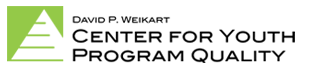 David P. Weikart
Center for Youth
Program Quality